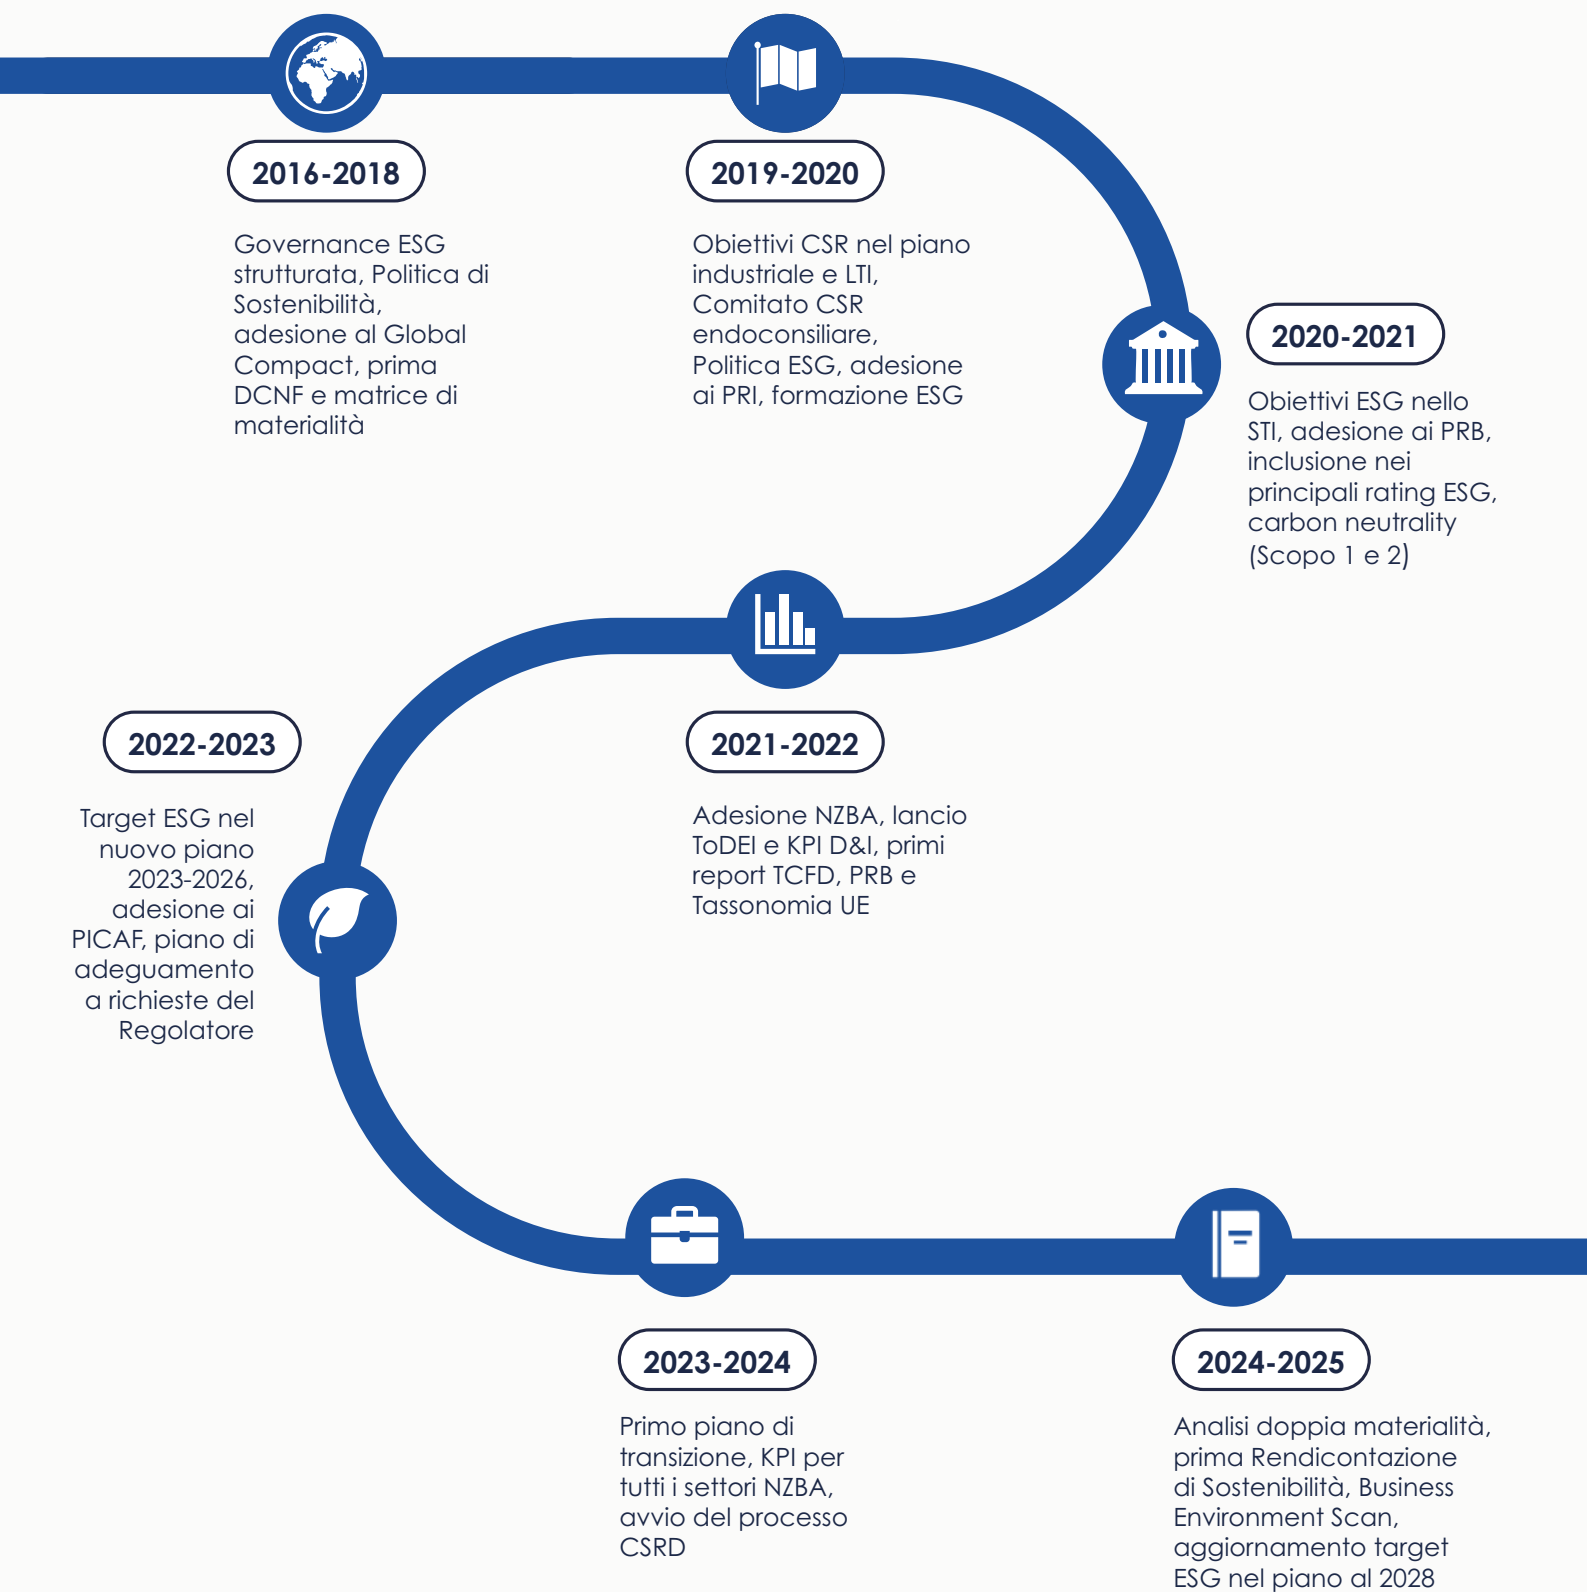 2016-2018
Governance ESG
strutturata, Politica di
Sostenibilità,
adesione al Global
Compact, prima
DCNF e matrice di
materialità
2019-2020
Obiettivi CSR nel piano
industriale e LTI,
Comitato CSR
endoconsiliare,
Politica ESG, adesione
ai PRI, formazione ESG
2020-2021
Obiettivi ESG nello
STI, adesione ai PRB,
inclusione nei
principali rating ESG,
carbon neutrality
(Scopo 1 e 2)
2021-2022
Adesione NZBA, lancio
ToDEI e KPI D&I, primi
report TCFD, PRB e
Tassonomia UE
2022-2023
Target ESG nel
nuovo piano
2023-2026,
adesione ai
PICAF, piano di
adeguamento
a richieste del
Regolatore
2023-2024
Primo piano di
transizione, KPI per
tutti i settori NZBA,
avvio del processo
CSRD
2024-2025
Analisi doppia materialità,
prima Rendicontazione
di Sostenibilità, Business
Environment Scan,
aggiornamento target
ESG nel piano al 2028